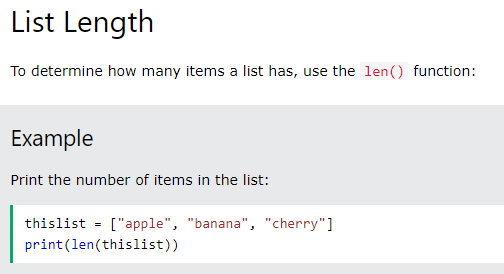 List Length
To determine how many items a list has, use the len() function:
Example
Print the number of items in the list:
thislist = ["apple", "banana", "cherry"]
print(len(thislist))